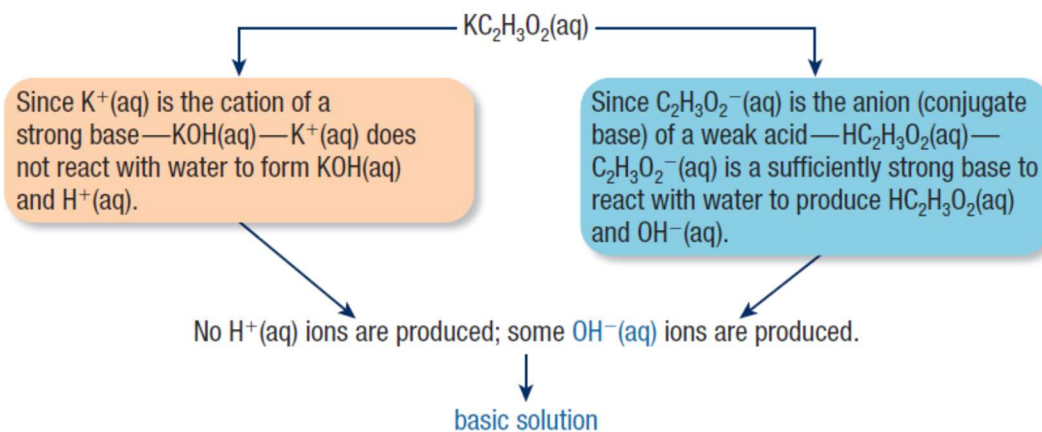 KC₂H₃O₂(aq)
Since K⁺(aq) is the cation of a
strong base—KOH(aq)—K⁺(aq) does
not react with water to form KOH(aq)
and H⁺(aq).
Since C₂H₃O₂⁻(aq) is the anion (conjugate
base) of a weak acid—HC₂H₃O₂(aq)—
C₂H₃O₂⁻(aq) is a sufficiently strong base to
react with water to produce HC₂H₃O₂(aq)
and OH⁻(aq).
No H⁺(aq) ions are produced; some OH⁻(aq) ions are produced.
basic solution